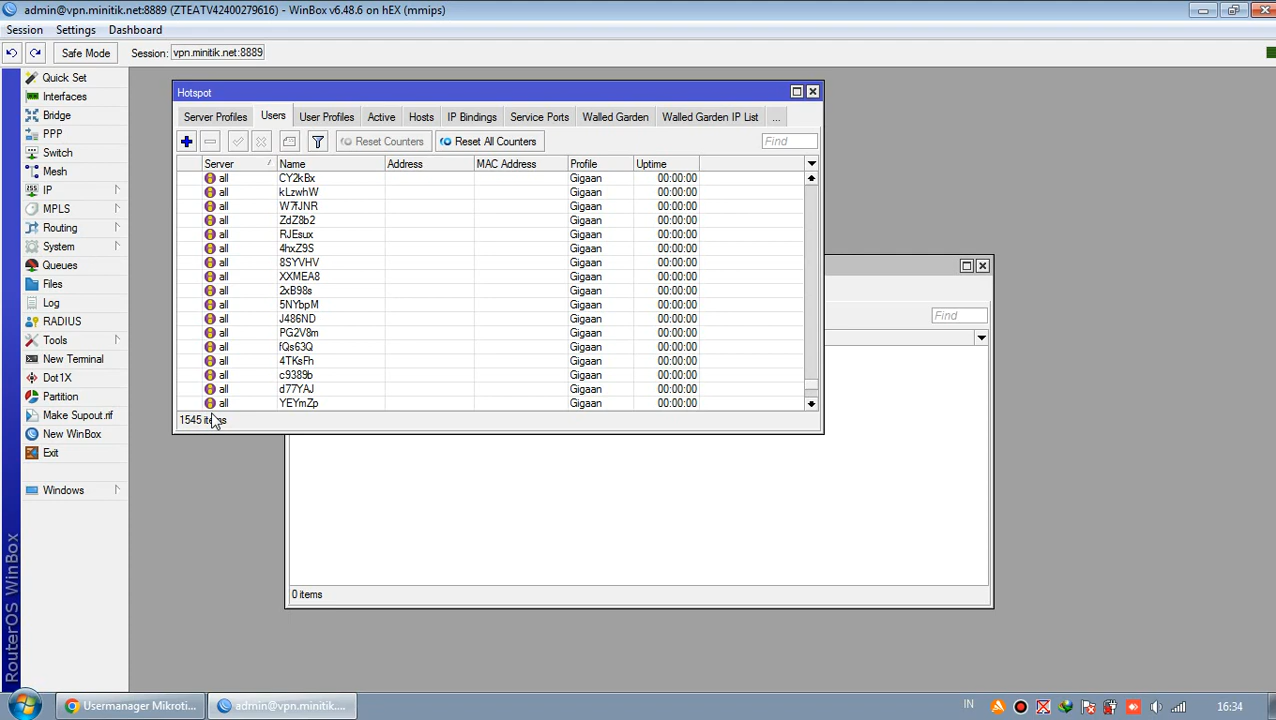 admin@vpn.minitik.net:8889 (ZTEATV42400279616) - WinBox v6.48.6 on hEX (mmips)
Session Settings Dashboard
Safe Mode Session: vpn.minitik.net:8889
Quick Set
Interfaces
Bridge
PPP
Switch
Mesh
IP
MPLS
Routing
System
Queues
Files
Log
RADIUS
Tools
New Terminal
Dot1X
Partition
Make Supout.rif
New WinBox
Exit
Windows
RouterOS WinBox
Hotspot
Server Profiles Users User Profiles Active Hosts IP Bindings Service Ports Walled Garden Walled Garden IP List ...
Reset Counters Reset All Counters Find
Server Name Address MAC Address Profile Uptime
all CY2kBx Gigaan 00:00:00
all kLzwhW Gigaan 00:00:00
all W7fJNR Gigaan 00:00:00
all ZdZ8b2 Gigaan 00:00:00
all RJEsux Gigaan 00:00:00
all 4hxZ9S Gigaan 00:00:00
all 8SYVHV Gigaan 00:00:00
all XXMEA8 Gigaan 00:00:00
all 2xB98s Gigaan 00:00:00
all 5NYbpM Gigaan 00:00:00
all J486ND Gigaan 00:00:00
all PG2V8m Gigaan 00:00:00
all fQs63Q Gigaan 00:00:00
all 4TKsFh Gigaan 00:00:00
all c9389b Gigaan 00:00:00
all d77YAJ Gigaan 00:00:00
all YEYmZp Gigaan 00:00:00
1545 items
Find
0 items
Usermanager Mikroti... admin@vpn.minitik.... IN 16:34